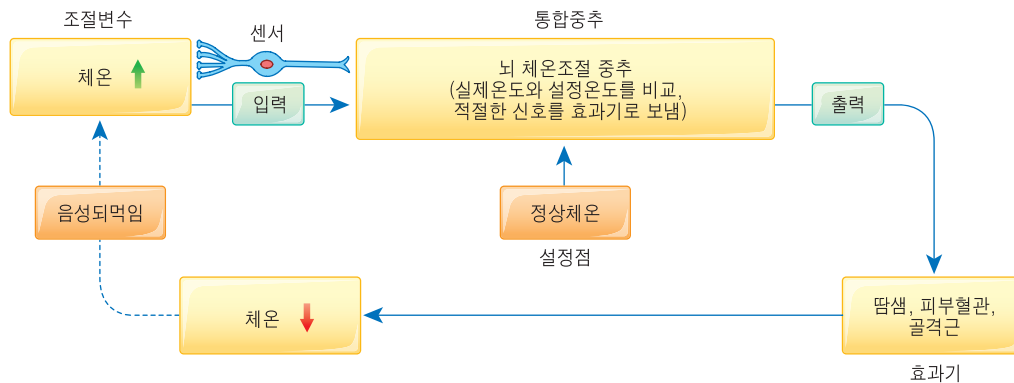 조절변수
체온
센서
입력
통합중추
뇌 체온조절 중추
(실제온도와 설정온도를 비교,
적절한 신호를 효과기로 보냄)
출력
음성되먹임
정상체온
설정점
체온
땀샘, 피부혈관,
골격근
효과기